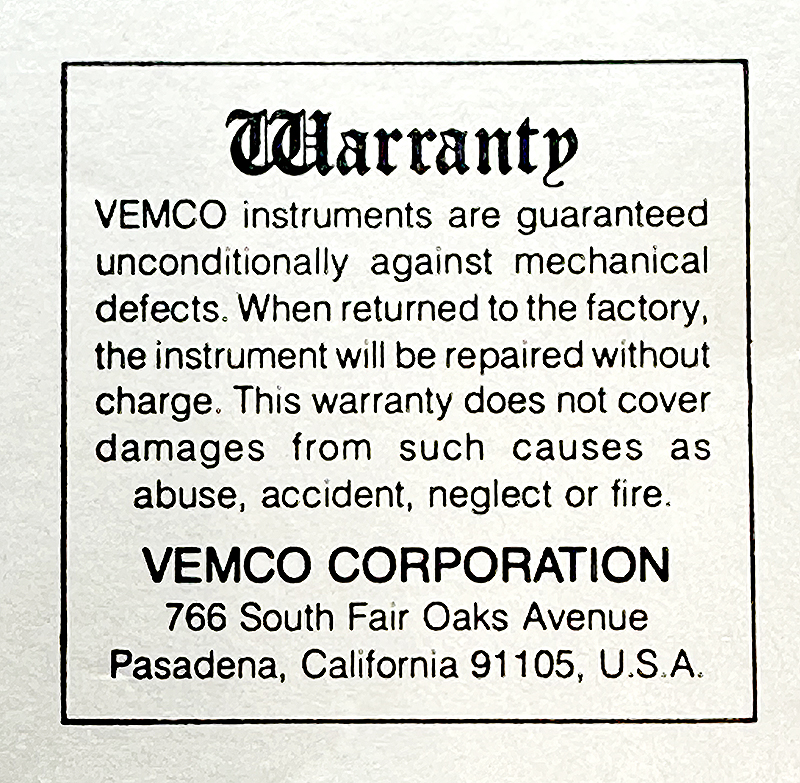 Warranty
VEMCO instruments are guaranteed
unconditionally against mechanical
defects. When returned to the factory,
the instrument will be repaired without
charge. This warranty does not cover
damages from such causes as
abuse, accident, neglect or fire.
VEMCO CORPORATION
766 South Fair Oaks Avenue
Pasadena, California 91105, U.S.A.